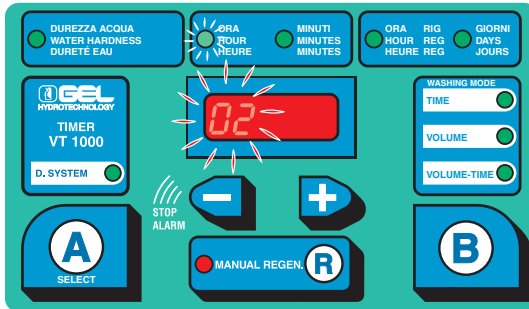 DUREZZA ACQUA
WATER HARDNESS
DURETÉ EAU
ORA
HOUR
HEURE
MINUTI
MINUTES
MINUTES
ORA RIG
HOUR REG
HEURE REG
GIORNI
DAYS
JOURS
GEL
HYDROTECHNOLOGY
TIMER
VT 1000
D. SYSTEM
02
WASHING MODE
TIME
VOLUME
VOLUME-TIME
STOP
ALARM
−
+
A
SELECT
MANUAL REGEN.
R
B